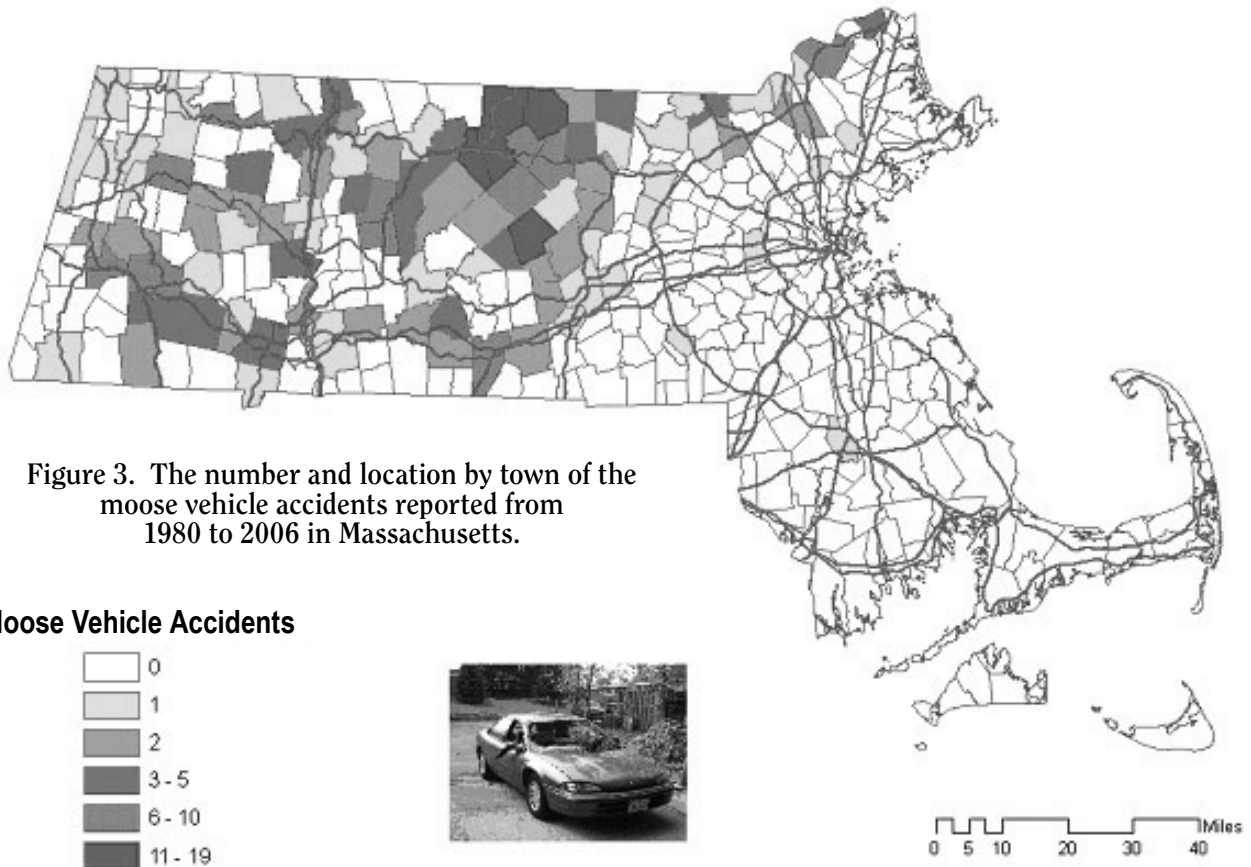 Figure 3. The number and location by town of the
moose vehicle accidents reported from
1980 to 2006 in Massachusetts.
oose Vehicle Accidents
0
1
2
3 - 5
6 - 10
11 - 19
Miles
0 5 10 20 30 40